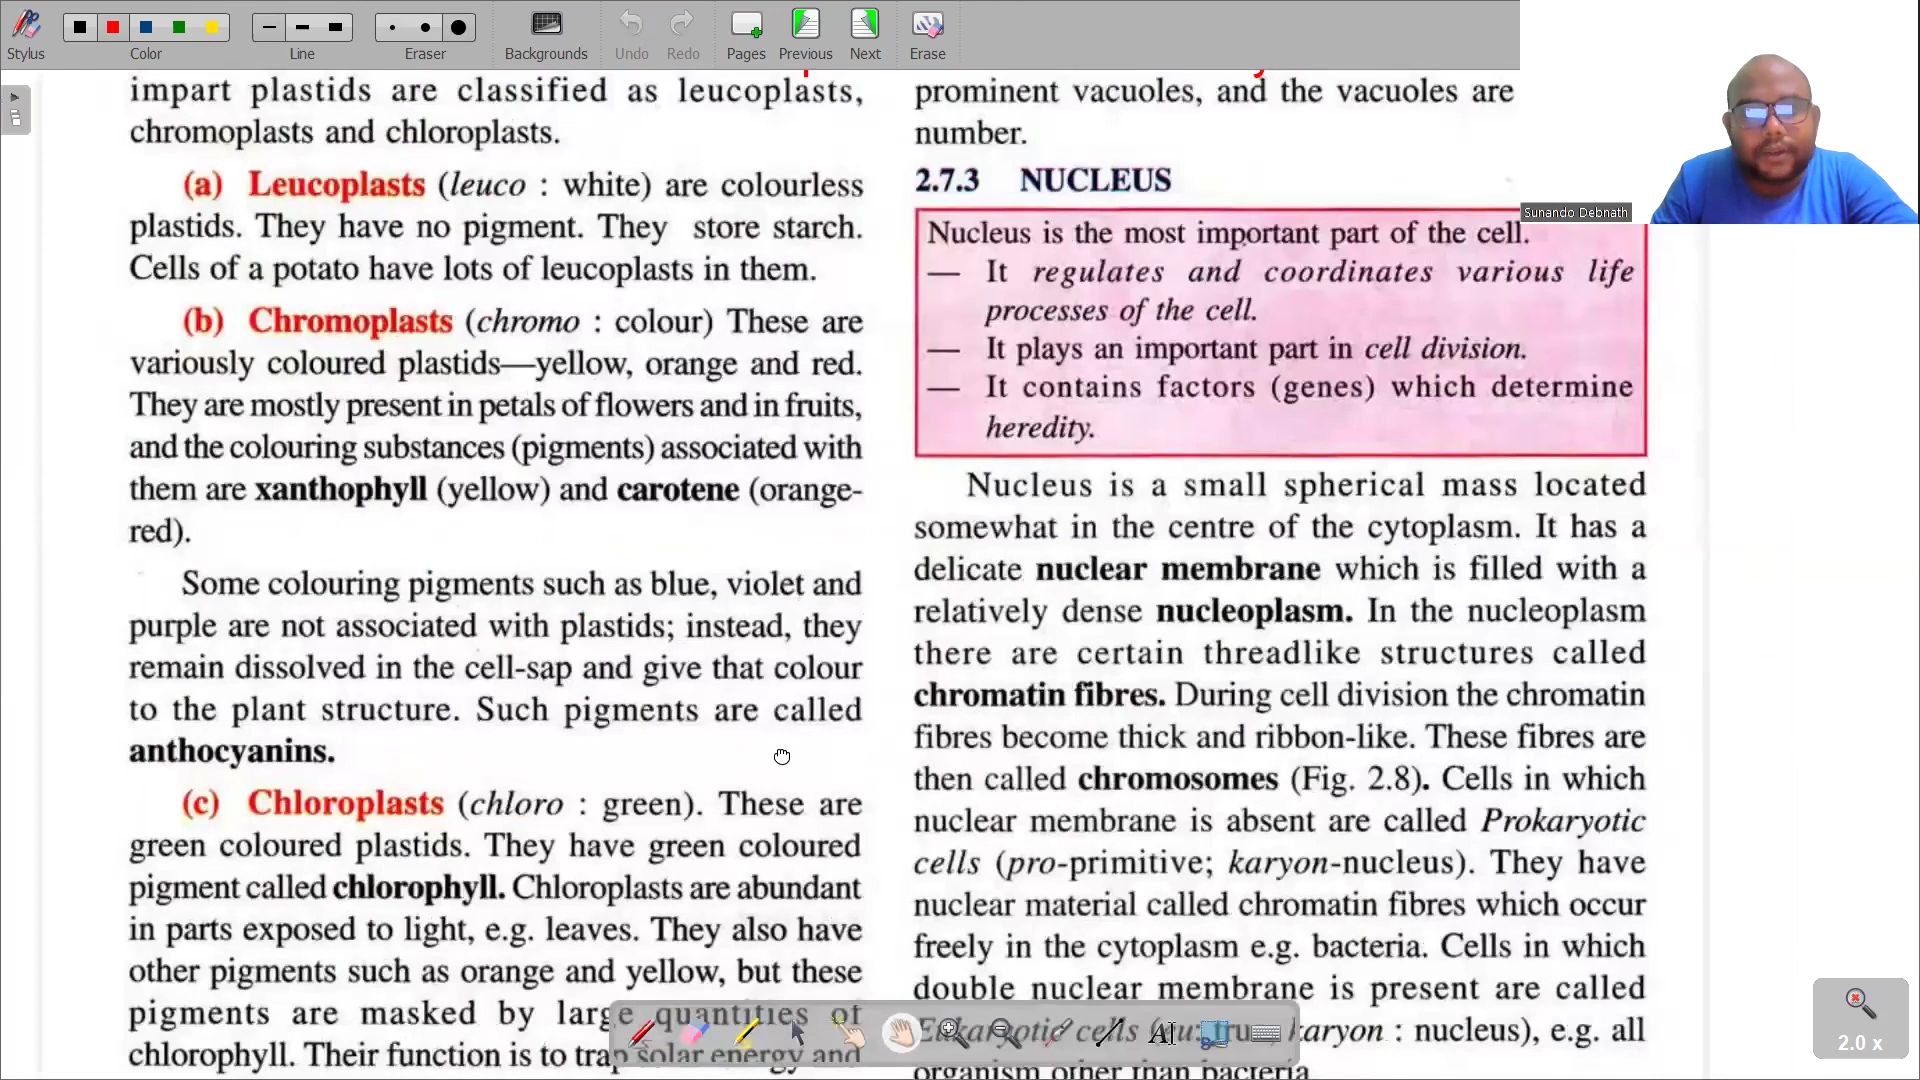 Stylus
Color
Line
Eraser
Backgrounds
Undo
Redo
Pages
Previous
Next
Erase
Sunando Debnath
impart plastids are classified as leucoplasts,
chromoplasts and chloroplasts.
(a) Leucoplasts (leuco : white) are colourless
plastids. They have no pigment. They store starch.
Cells of a potato have lots of leucoplasts in them.
(b) Chromoplasts (chromo : colour) These are
variously coloured plastids—yellow, orange and red.
They are mostly present in petals of flowers and in fruits,
and the colouring substances (pigments) associated with
them are xanthophyll (yellow) and carotene (orange-
red).
Some colouring pigments such as blue, violet and
purple are not associated with plastids; instead, they
remain dissolved in the cell-sap and give that colour
to the plant structure. Such pigments are called
anthocyanins.
(c) Chloroplasts (chloro : green). These are
green coloured plastids. They have green coloured
pigment called chlorophyll. Chloroplasts are abundant
in parts exposed to light, e.g. leaves. They also have
other pigments such as orange and yellow, but these
pigments are masked by large quantities of
chlorophyll. Their function is to trap solar energy and
prominent vacuoles, and the vacuoles are
number.
2.7.3 NUCLEUS
Nucleus is the most important part of the cell.
— It regulates and coordinates various life
processes of the cell.
— It plays an important part in cell division.
— It contains factors (genes) which determine
heredity.
Nucleus is a small spherical mass located
somewhat in the centre of the cytoplasm. It has a
delicate nuclear membrane which is filled with a
relatively dense nucleoplasm. In the nucleoplasm
there are certain threadlike structures called
chromatin fibres. During cell division the chromatin
fibres become thick and ribbon-like. These fibres are
then called chromosomes (Fig. 2.8). Cells in which
nuclear membrane is absent are called Prokaryotic
cells (pro-primitive; karyon-nucleus). They have
nuclear material called chromatin fibres which occur
freely in the cytoplasm e.g. bacteria. Cells in which
double nuclear membrane is present are called
Eukaryotic cells karyon : nucleus), e.g. all
organism other than bacteria
2.0 x